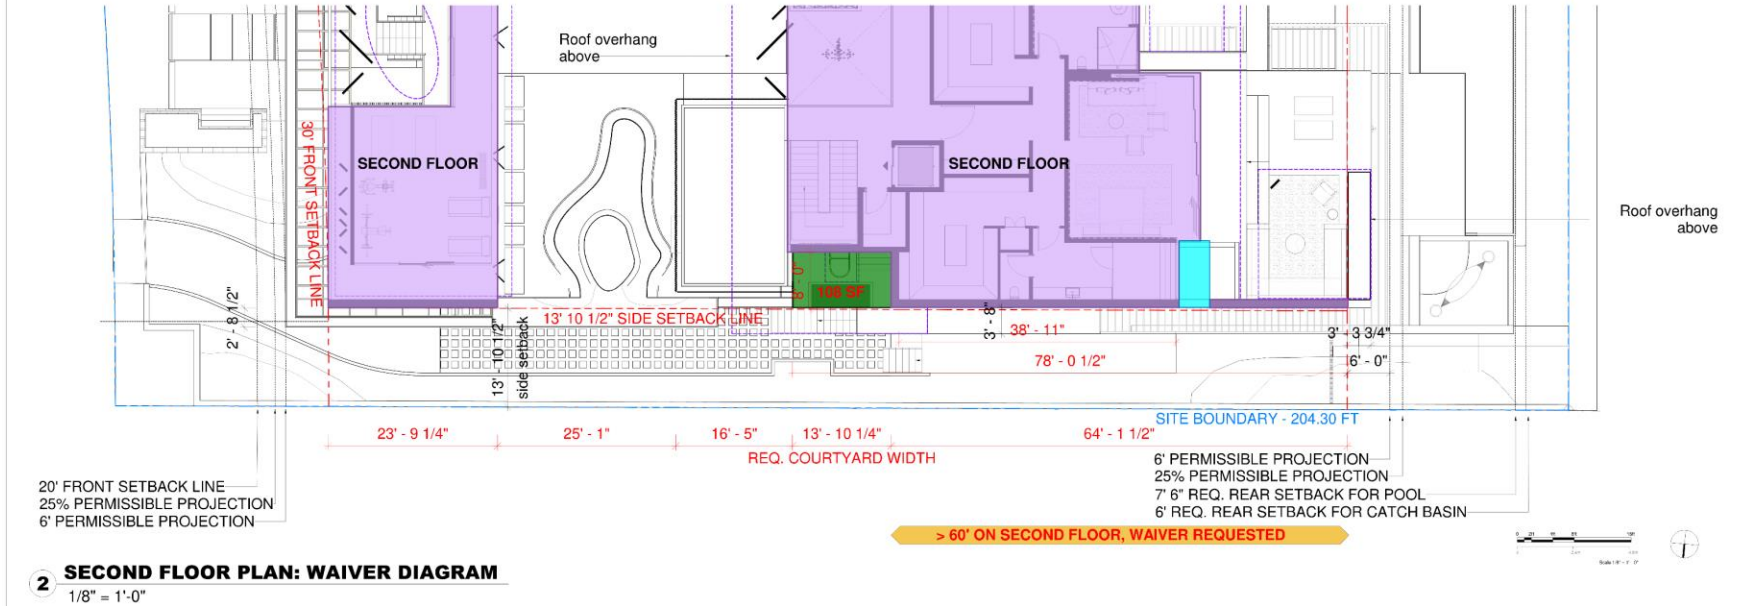 Roof overhang
above
30' FRONT SETBACK LINE
SECOND FLOOR
SECOND FLOOR
Roof overhang
above
2' - 8 1/2"
8' - 0"
108 SF
13' 10 1/2" SIDE SETBACK LINE
13' - 10 1/2"
side setback
3' - 8"
38' - 11"
3' - 3 3/4"
78' - 0 1/2"
6' - 0"
SITE BOUNDARY - 204.30 FT
23' - 9 1/4"
25' - 1"
16' - 5"
13' - 10 1/4"
64' - 1 1/2"
REQ. COURTYARD WIDTH
20' FRONT SETBACK LINE
25% PERMISSIBLE PROJECTION
6' PERMISSIBLE PROJECTION
6' PERMISSIBLE PROJECTION
25% PERMISSIBLE PROJECTION
7' 6" REQ. REAR SETBACK FOR POOL
6' REQ. REAR SETBACK FOR CATCH BASIN
> 60' ON SECOND FLOOR, WAIVER REQUESTED
2
SECOND FLOOR PLAN: WAIVER DIAGRAM
1/8" = 1'-0"